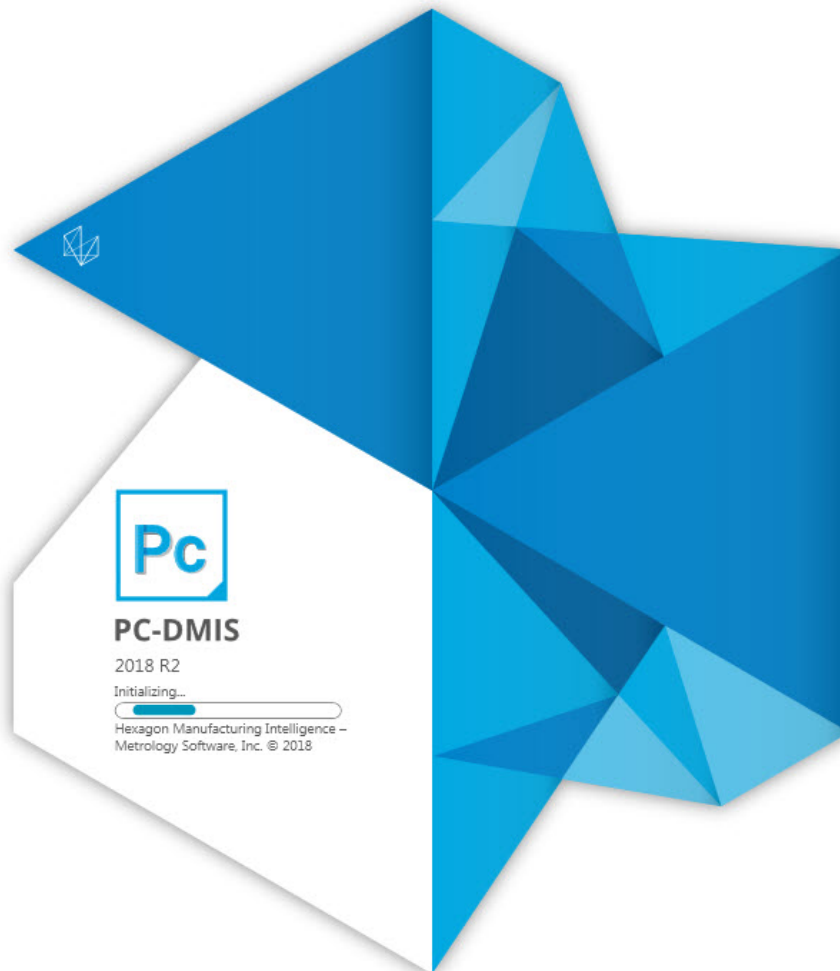 Pc
PC-DMIS
2018 R2
Initializing...
Hexagon Manufacturing Intelligence –
Metrology Software, Inc. © 2018